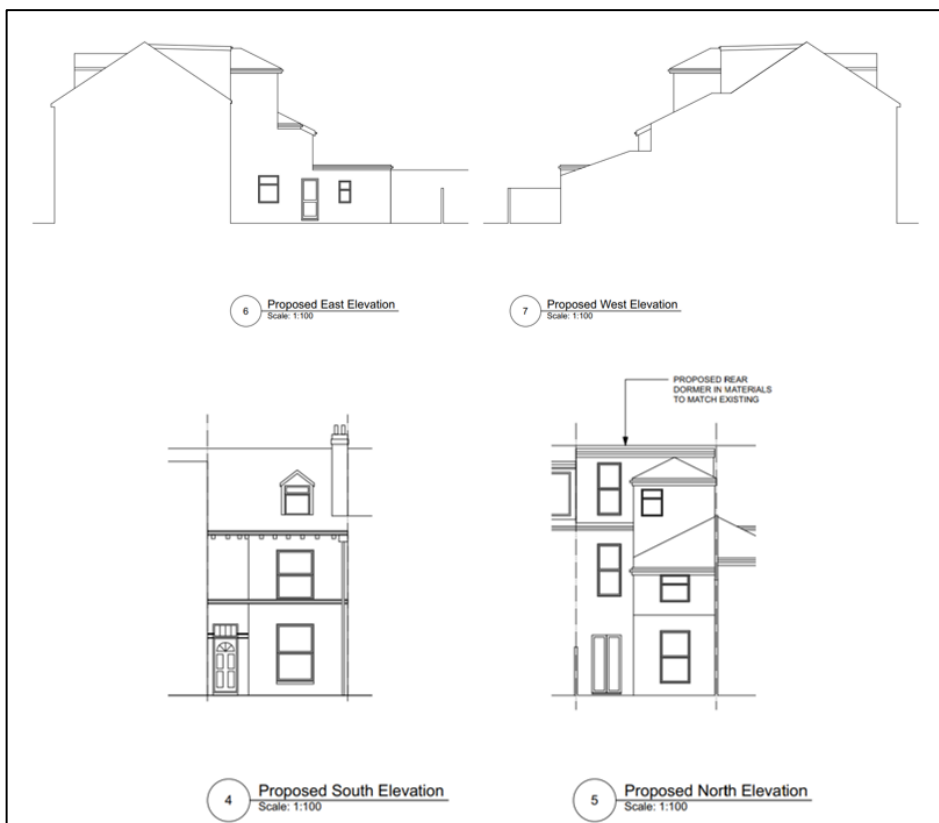 6
Proposed East Elevation
Scale: 1:100
7
Proposed West Elevation
Scale: 1:100
PROPOSED REAR
DORMER IN MATERIALS
TO MATCH EXISTING
4
Proposed South Elevation
Scale: 1:100
5
Proposed North Elevation
Scale: 1:100